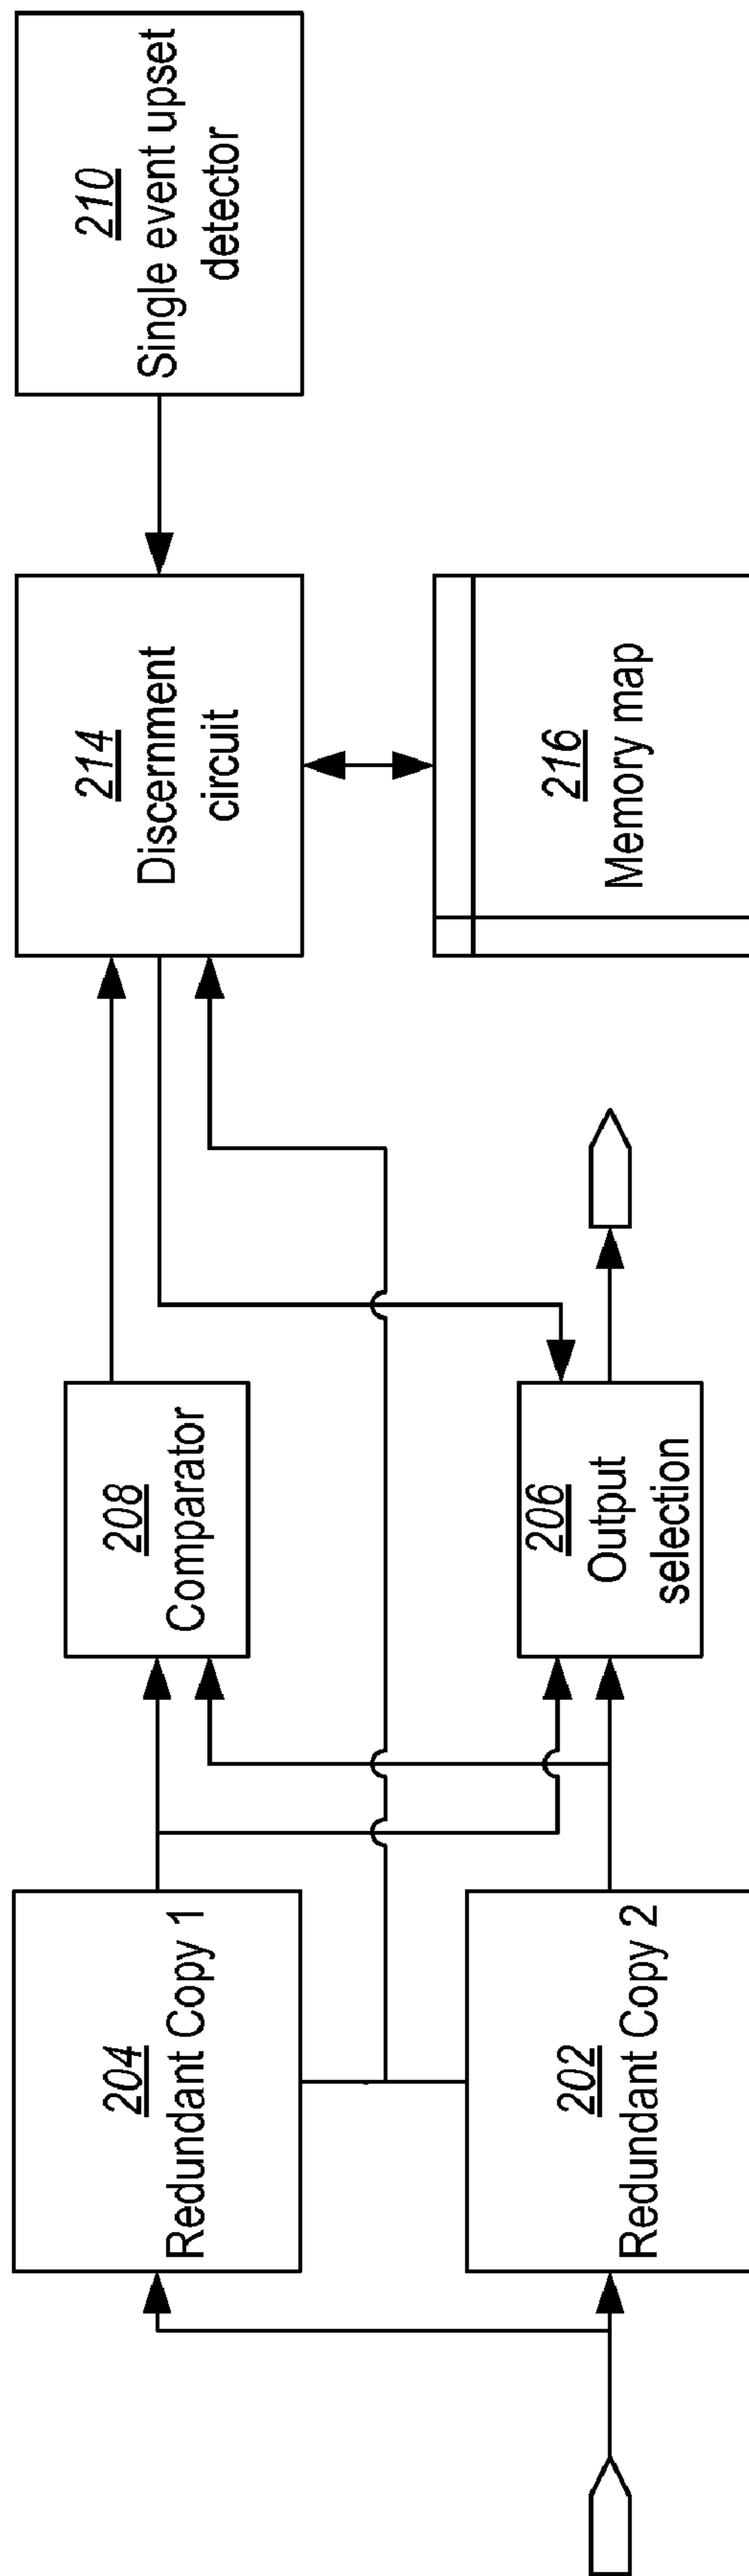 204
Redundant Copy 1
202
Redundant Copy 2
208
Comparator
206
Output
selection
214
Discernment
circuit
216
Memory map
210
Single event upset
detector